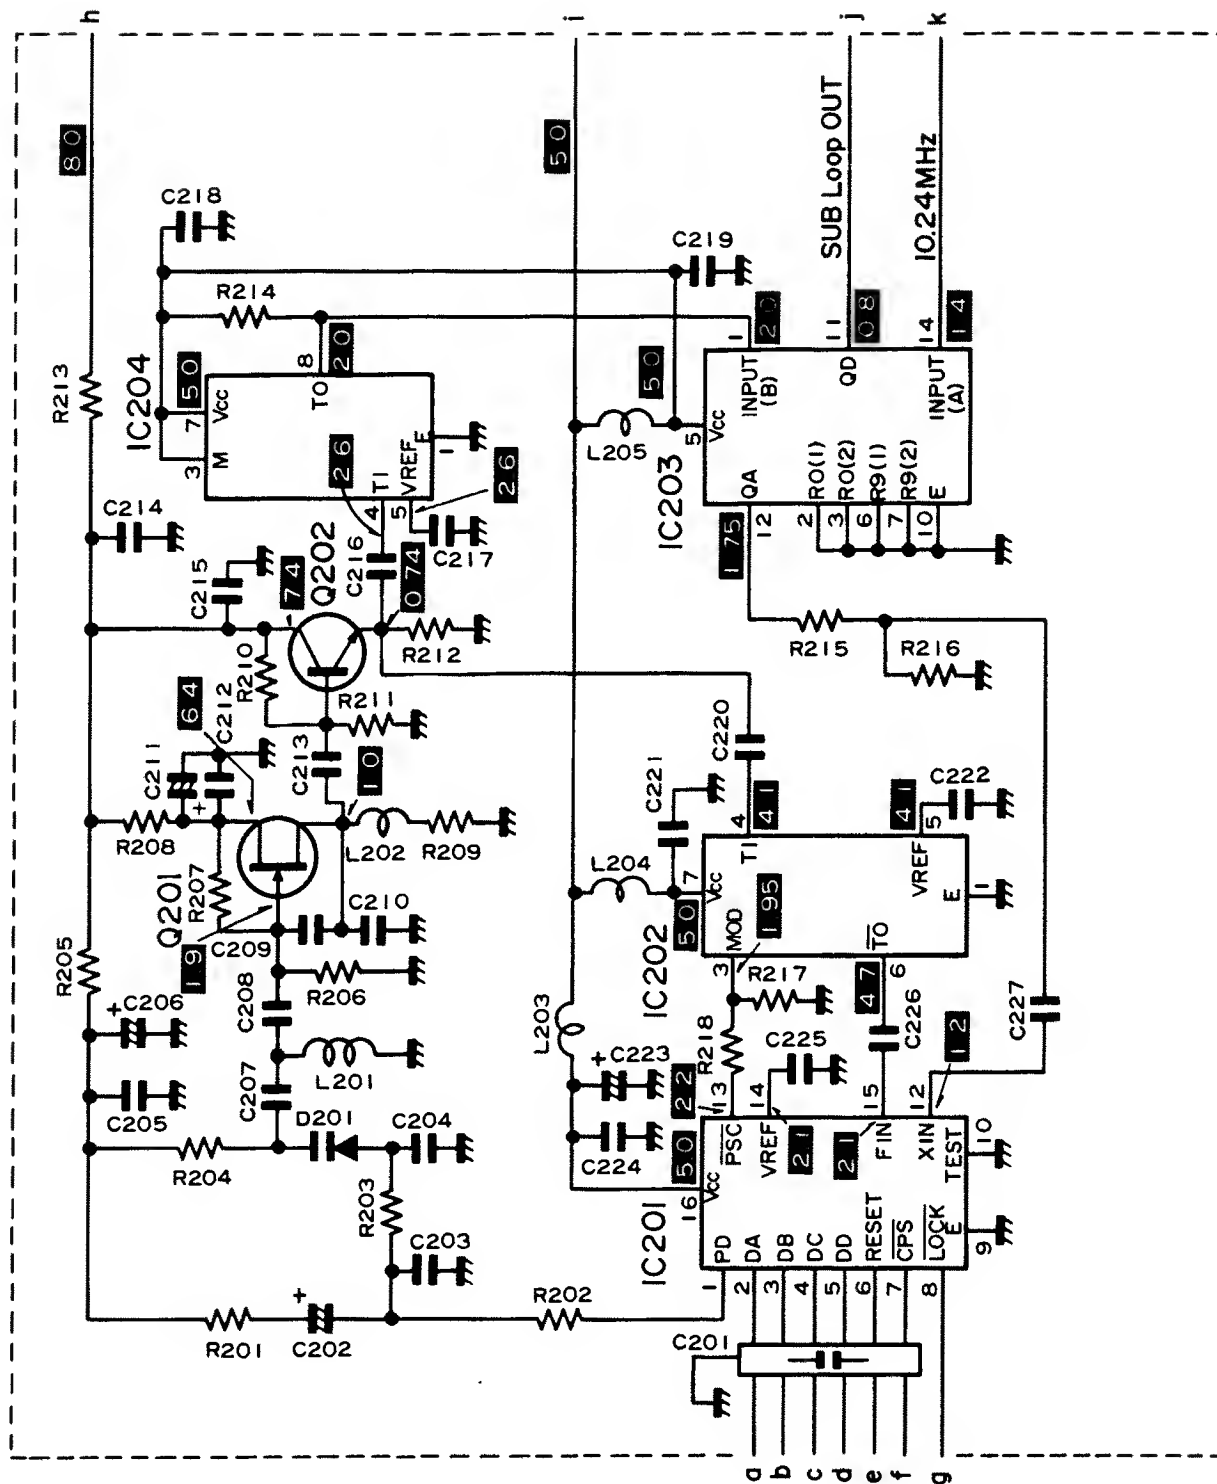 h
i
j
k
8.0
5.0
SUB Loop OUT
10.24MHz
C218
C219
R214
R213
IC204
5.0
7
Vcc
3
M
TO
8
2.0
2.6
TI
4
VREF
5
E
1
2.6
C217
C216
C214
C215
Q202
7.4
0.74
R212
R210
R211
C213
1.0
6.4
C212
C211
+
R208
L202
R209
Q201
R207
C209
C210
1.9
R205
+
C206
C208
R206
C205
C207
L201
R204
D201
C204
R203
C203
R201
+
C202
R202
L205
5.0
IC203
5
Vcc
1
INPUT
(B)
2.0
11
QD
0.8
14
INPUT
(A)
1.4
QA
12
1.75
RO(1)
2
RO(2)
3
R9(1)
6
R9(2)
7
E
10
R215
R216
C220
C221
L204
4
TI
4.1
4.1
5
VREF
C222
7
Vcc
5.0
IC202
MOD
3
1.95
TO
6
4.7
E
1
R217
R218
C226
C227
L203
+
C223
C224
C225
2.2
13
PSC
14
VREF
2.1
15
FIN
2.1
12
XIN
1.2
TEST
10
E
9
5.0
16
Vcc
IC201
PD
1
DA
2
DB
3
DC
4
DD
5
RESET
6
CPS
7
LOCK
8
C201
a
b
c
d
e
f
g